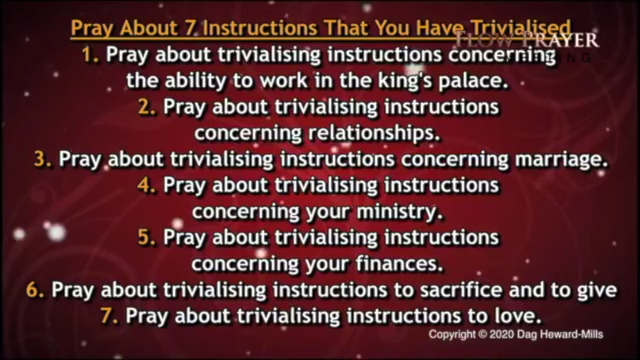 Pray About 7 Instructions That You Have Trivialised
FLOW PRAYER
1. Pray about trivialising instructions concerning
the ability to work in the king's palace.
2. Pray about trivialising instructions
concerning relationships.
3. Pray about trivialising instructions concerning marriage.
4. Pray about trivialising instructions
concerning your ministry.
5. Pray about trivialising instructions
concerning your finances.
6. Pray about trivialising instructions to sacrifice and to give
7. Pray about trivialising instructions to love.
Copyright © 2020 Dag Heward-Mills